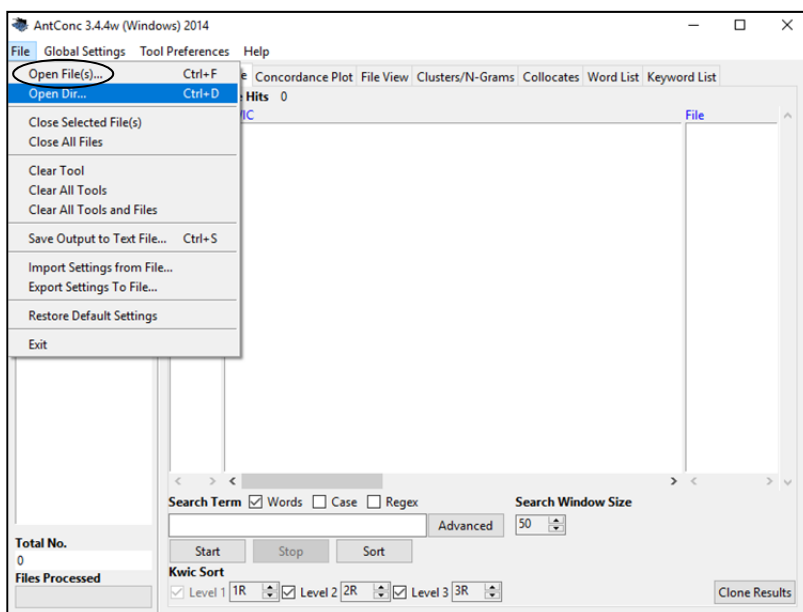 AntConc 3.4.4w (Windows) 2014
File Global Settings Tool Preferences Help
Open File(s)... Ctrl+F
Open Dir... Ctrl+D
Close Selected File(s)
Close All Files
Clear Tool
Clear All Tools
Clear All Tools and Files
Save Output to Text File... Ctrl+S
Import Settings from File...
Export Settings To File...
Restore Default Settings
Exit
Concordance Plot File View Clusters/N-Grams Collocates Word List Keyword List
Hits 0
File
Search Term Words Case Regex Search Window Size
Advanced 50
Total No.
0
Files Processed
Start Stop Sort
Kwic Sort
Level 1 1R Level 2 2R Level 3 3R Clone Results